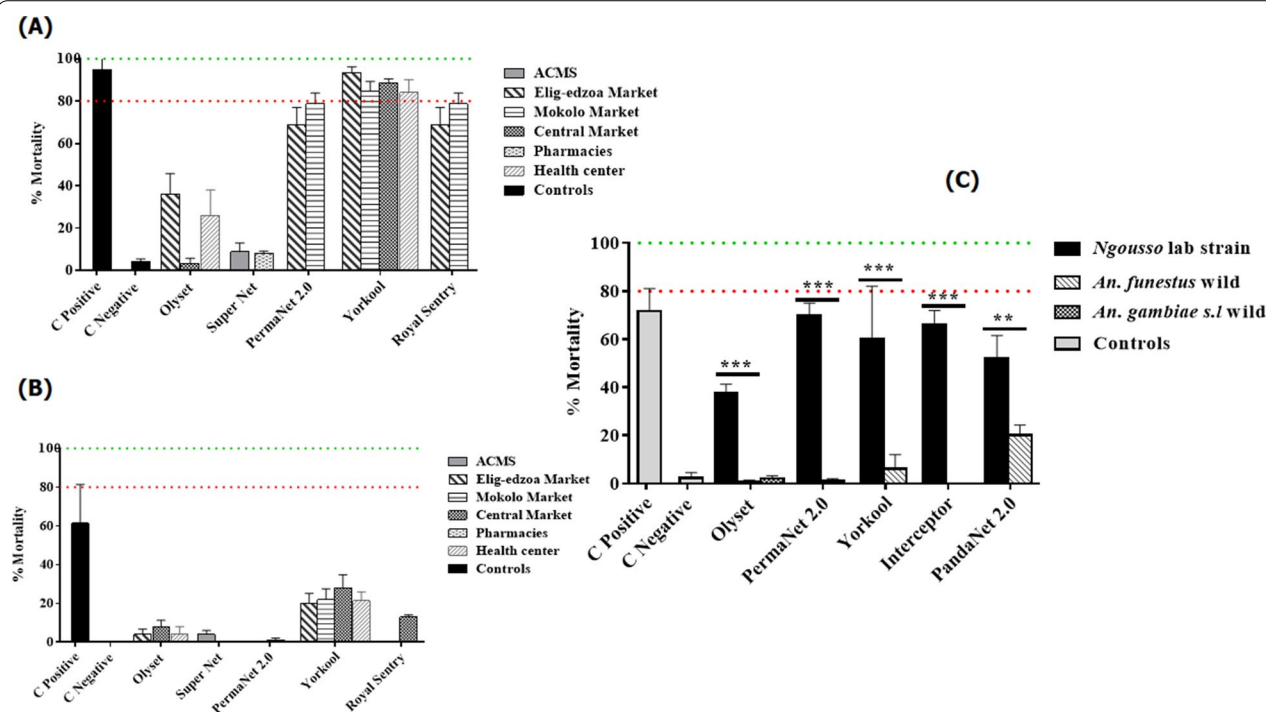 (A)
100
80
60
40
20
0
% Mortality
C Positive
C Negative
Olyset
Super Net
PermaNet 2.0
Yorkool
Royal Sentry
ACMS
Elig-edzoa Market
Mokolo Market
Central Market
Pharmacies
Health center
Controls
(B)
100
80
60
40
20
0
% Mortality
C Positive
C Negative
Olyset
Super Net
PermaNet 2.0
Yorkool
Royal Sentry
ACMS
Elig-edzoa Market
Mokolo Market
Central Market
Pharmacies
Health center
Controls
(C)
100
80
60
40
20
0
% Mortality
***
***
***
***
**
C Positive
C Negative
Olyset
PermaNet 2.0
Yorkool
Interceptor
PandaNet 2.0
Ngousso lab strain
An. funestus wild
An. gambiae s.l wild
Controls